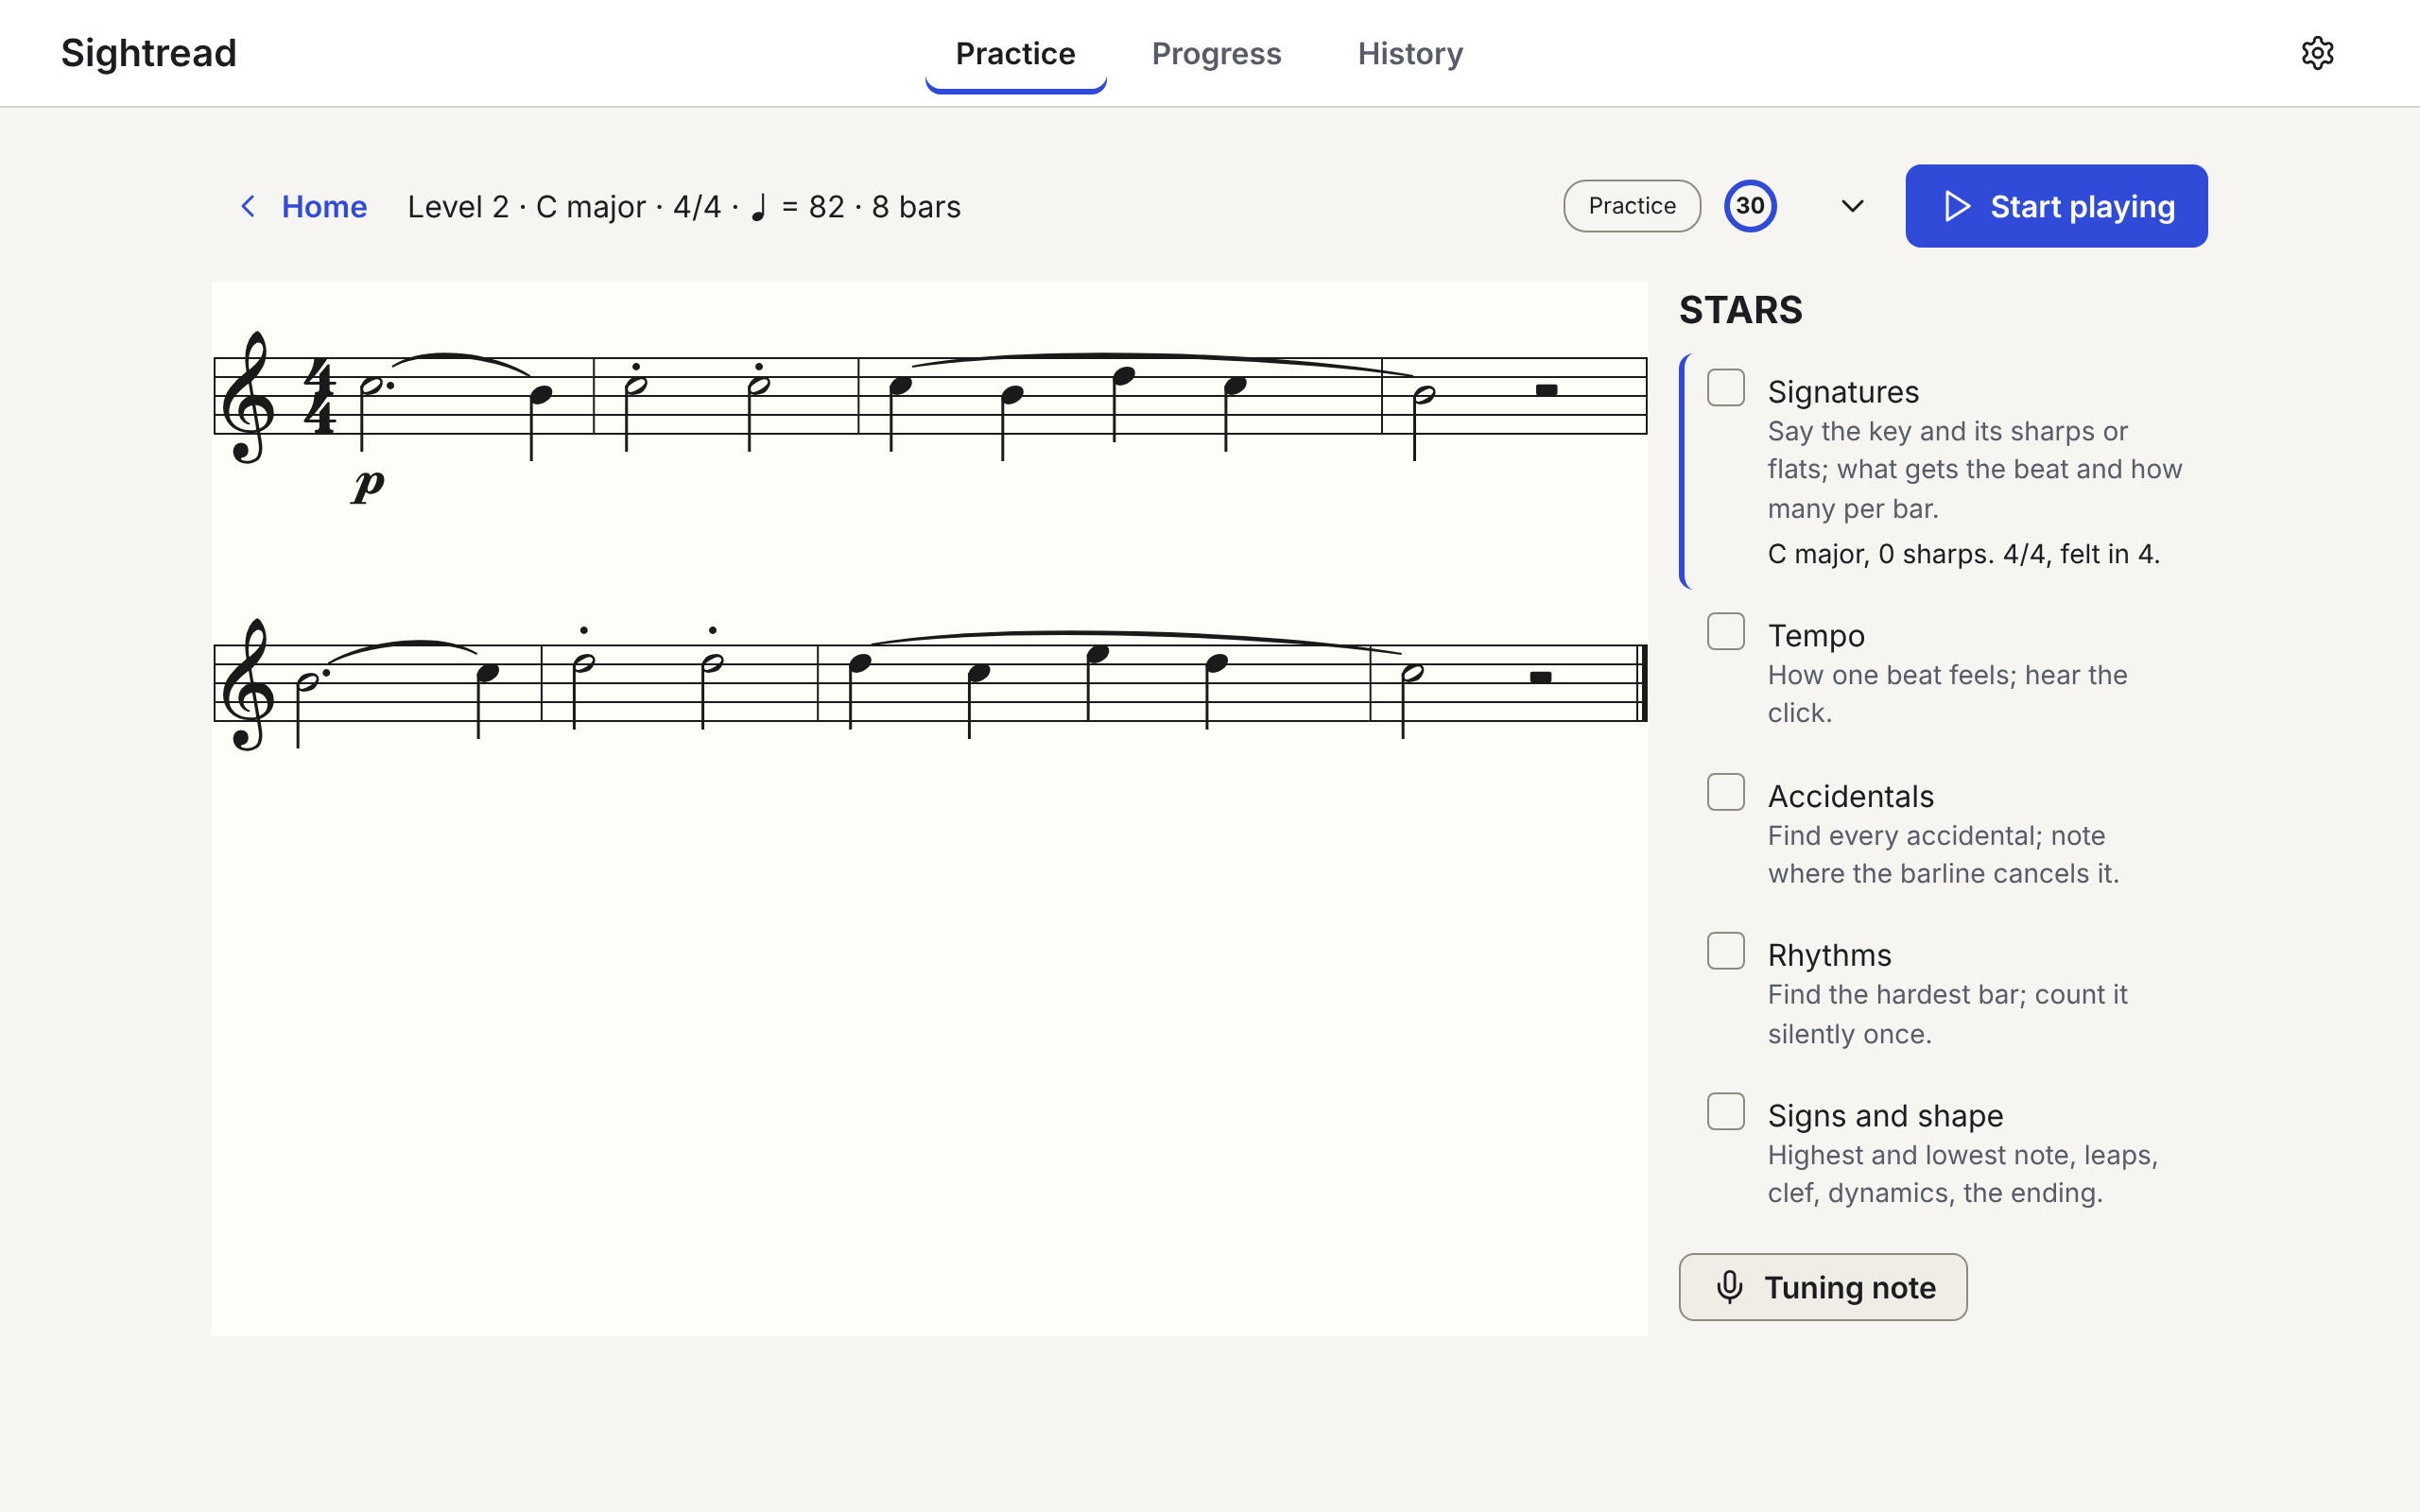 Sightread
Practice
Progress
History
Home
Level 2 · C major · 4/4 · ♩ = 82 · 8 bars
Practice
30
Start playing
4
4
p
STARS
Signatures
Say the key and its sharps or
flats; what gets the beat and how
many per bar.
C major, 0 sharps. 4/4, felt in 4.
Tempo
How one beat feels; hear the
click.
Accidentals
Find every accidental; note
where the barline cancels it.
Rhythms
Find the hardest bar; count it
silently once.
Signs and shape
Highest and lowest note, leaps,
clef, dynamics, the ending.
Tuning note